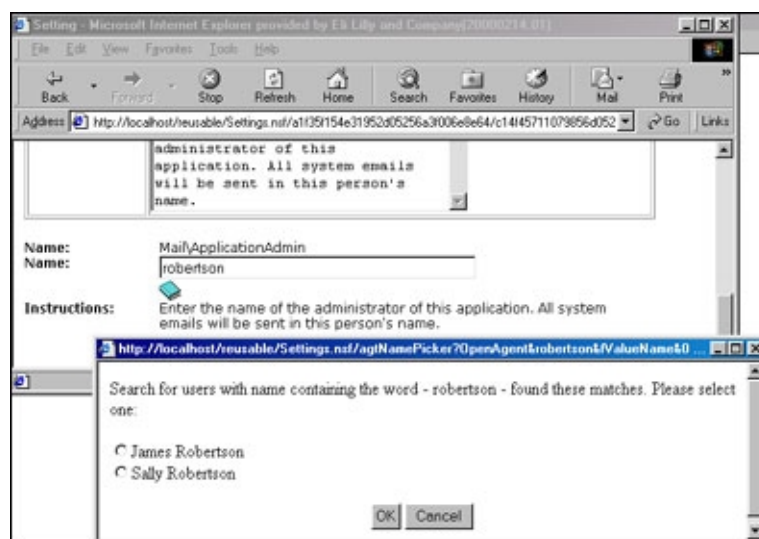 Setting - Microsoft Internet Explorer provided by Eli Lilly and Company(20000214.01)
File Edit View Favorites Tools Help
Back Forward Stop Refresh Home Search Favorites History Mail Print »
Address http://localhost/reusable/Settings.nsf/a1f35f154e31952d05256a3f006e8e64/c14f45711079856d052 Go Links
administrator of this
application. All system
emails will be sent in this person's
name.
Name: Mail\ApplicationAdmin
Name: robertson
Instructions: Enter the name of the administrator of this application. All system
emails will be sent in this person's name.
http://localhost/reusable/Settings.nsf/agtNamePicker?OpenAgent&robertson&fValueName&0 ...
Search for users with name containing the word - robertson - found these matches. Please select
one:
James Robertson
Sally Robertson
OK Cancel